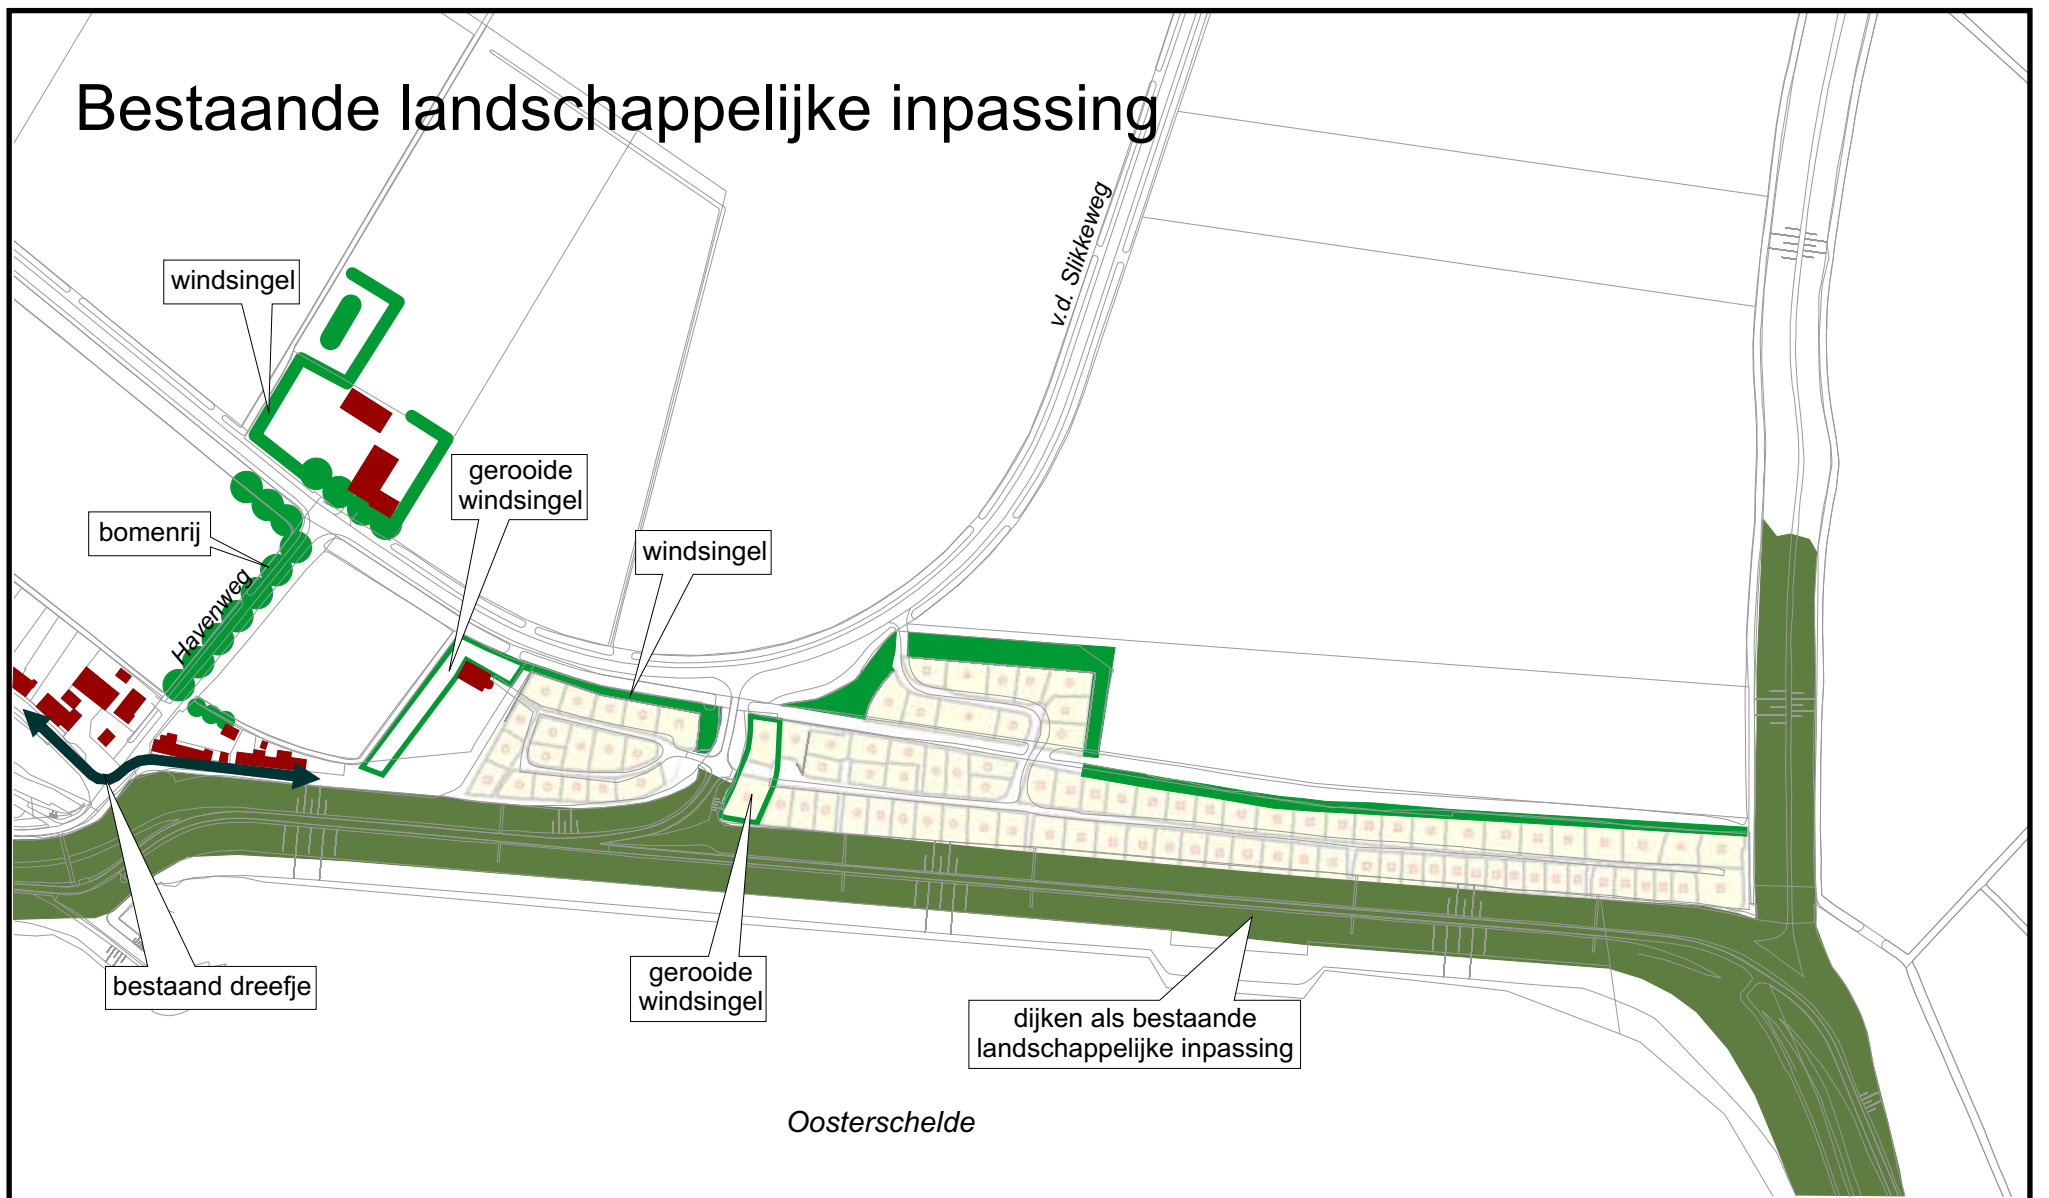 Bestaande landschappelijke inpassing
v.d. Slikkeweg
windsingel
gerooide
windsingel
bomenrij
windsingel
Havenweg
bestaand dreefje
gerooide
windsingel
dijken als bestaande
landschappelijke inpassing
Oosterschelde